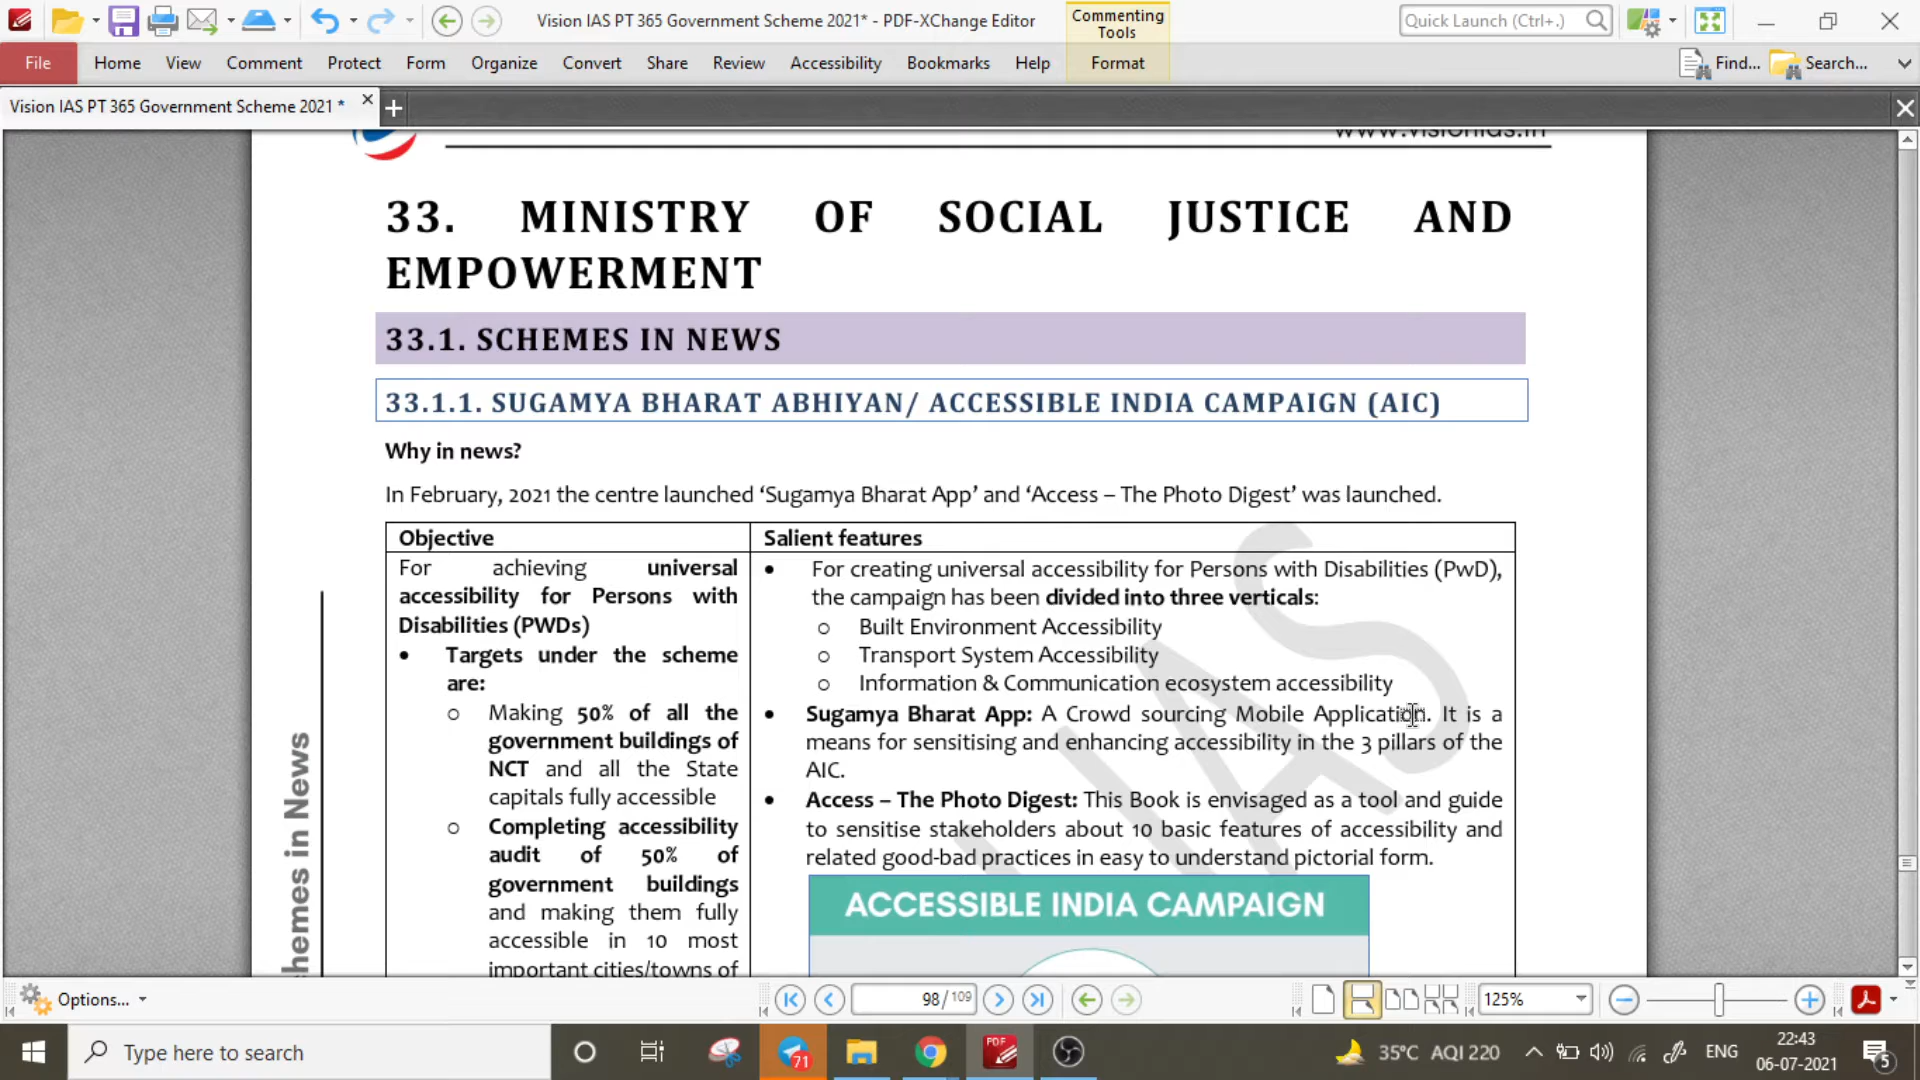 Vision IAS PT 365 Government Scheme 2021* - PDF-XChange Editor
Commenting Tools
Quick Launch (Ctrl+.)
File Home View Comment Protect Form Organize Convert Share Review Accessibility Bookmarks Help Format Find... Search...
Vision IAS PT 365 Government Scheme 2021 *
www.visionias.in
33. MINISTRY OF SOCIAL JUSTICE AND
EMPOWERMENT
33.1. SCHEMES IN NEWS
33.1.1. SUGAMYA BHARAT ABHIYAN/ ACCESSIBLE INDIA CAMPAIGN (AIC)
Why in news?
In February, 2021 the centre launched ‘Sugamya Bharat App’ and ‘Access – The Photo Digest’ was launched.
Objective
For achieving universal
accessibility for Persons with
Disabilities (PWDs)
• Targets under the scheme
are:
o Making 50% of all the
government buildings of
NCT and all the State
capitals fully accessible
o Completing accessibility
audit of 50% of
government buildings
and making them fully
accessible in 10 most
important cities/towns of
Salient features
• For creating universal accessibility for Persons with Disabilities (PwD),
the campaign has been divided into three verticals:
o Built Environment Accessibility
o Transport System Accessibility
o Information & Communication ecosystem accessibility
• Sugamya Bharat App: A Crowd sourcing Mobile Application. It is a
means for sensitising and enhancing accessibility in the 3 pillars of the
AIC.
• Access – The Photo Digest: This Book is envisaged as a tool and guide
to sensitise stakeholders about 10 basic features of accessibility and
related good-bad practices in easy to understand pictorial form.
ACCESSIBLE INDIA CAMPAIGN
hemes in News
IAS
Options...
98 / 109
125%
Type here to search
71
PDF
35°C AQI 220
ENG
22:43
06-07-2021
5